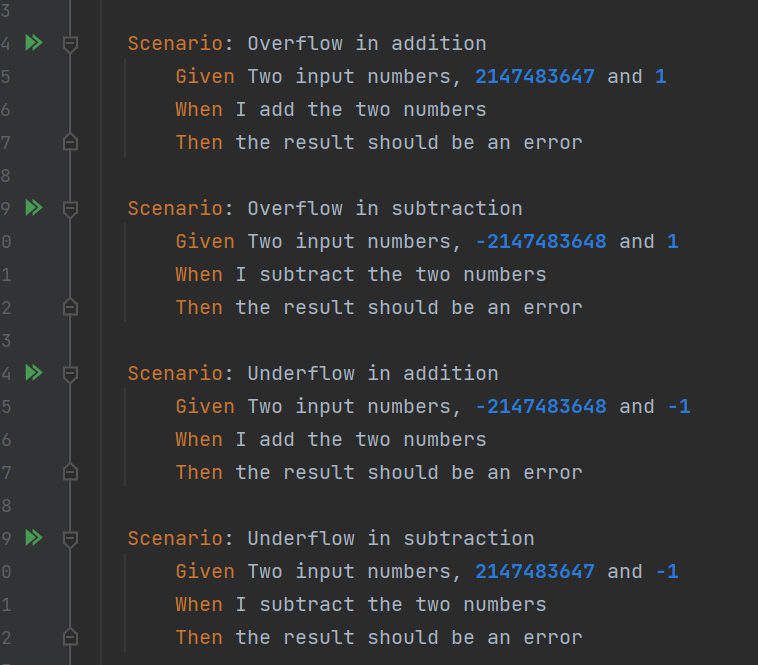 3
4 Scenario: Overflow in addition
5 Given Two input numbers, 2147483647 and 1
6 When I add the two numbers
7 Then the result should be an error
8
9 Scenario: Overflow in subtraction
0 Given Two input numbers, -2147483648 and 1
1 When I subtract the two numbers
2 Then the result should be an error
3
4 Scenario: Underflow in addition
5 Given Two input numbers, -2147483648 and -1
6 When I add the two numbers
7 Then the result should be an error
8
9 Scenario: Underflow in subtraction
0 Given Two input numbers, 2147483647 and -1
1 When I subtract the two numbers
2 Then the result should be an error